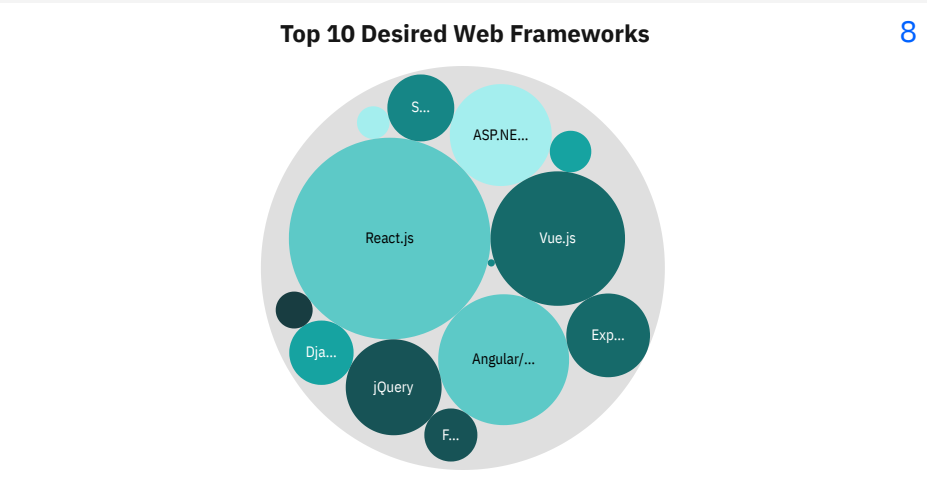 Top 10 Desired Web Frameworks
8
S...
ASP.NE...
React.js
Vue.js
Exp...
Dja...
Angular/...
jQuery
F...